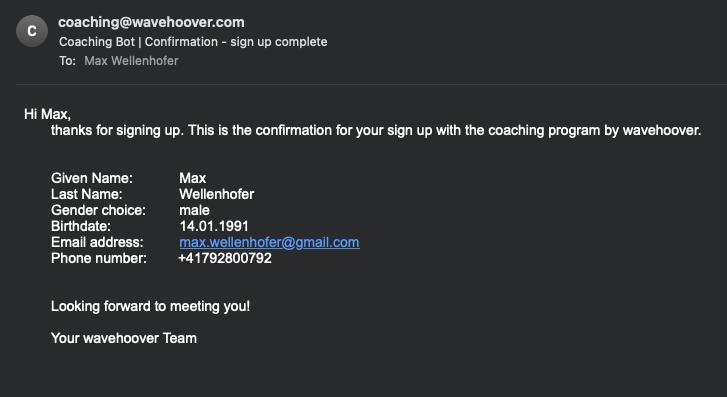 C
coaching@wavehoover.com
Coaching Bot | Confirmation - sign up complete
To: Max Wellenhofer
Hi Max,
thanks for signing up. This is the confirmation for your sign up with the coaching program by wavehoover.
Given Name: Max
Last Name: Wellenhofer
Gender choice: male
Birthdate: 14.01.1991
Email address: max.wellenhofer@gmail.com
Phone number: +41792800792
Looking forward to meeting you!
Your wavehoover Team